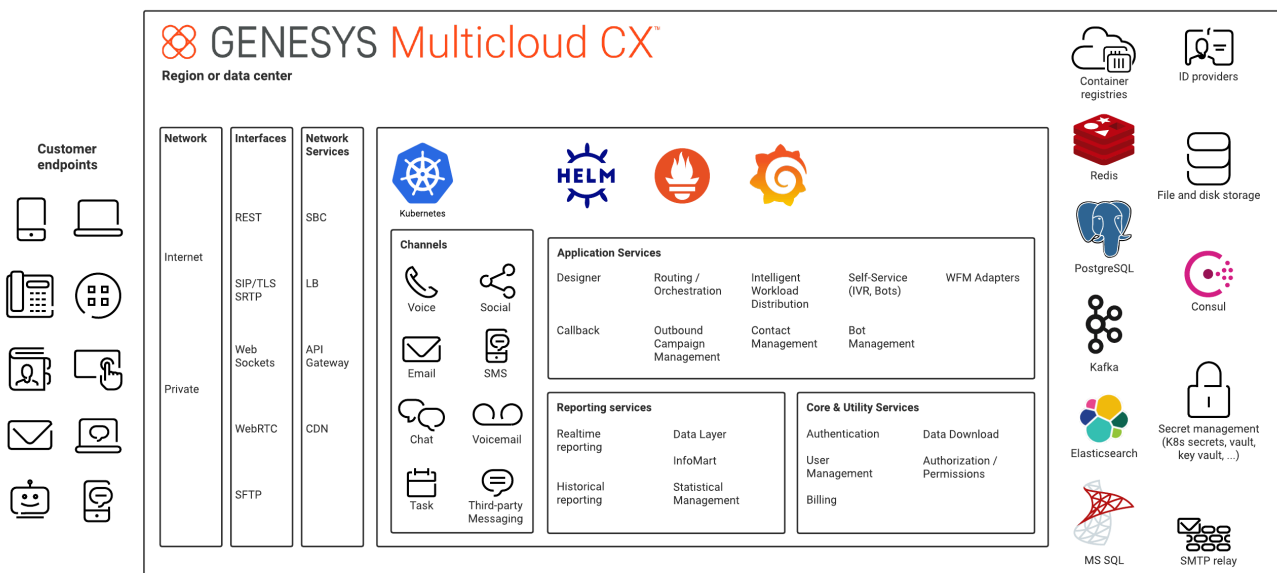 GENESYS Multicloud CX™
Region or data center
Customer
endpoints
Network
Internet
Private
Interfaces
REST
SIP/TLS
SRTP
Web
Sockets
WebRTC
SFTP
Network
Services
SBC
LB
API
Gateway
CDN
Kubernetes
HELM
Channels
Voice
Social
Email
SMS
Chat
Voicemail
Task
Third-party
Messaging
Application Services
Designer
Routing /
Orchestration
Intelligent
Workload
Distribution
Self-Service
(IVR, Bots)
WFM Adapters
Callback
Outbound
Campaign
Management
Contact
Management
Bot
Management
Reporting services
Realtime
reporting
Data Layer
InfoMart
Historical
reporting
Statistical
Management
Core & Utility Services
Authentication
Data Download
User
Management
Authorization /
Permissions
Billing
Container
registries
ID providers
Redis
File and disk storage
PostgreSQL
Consul
Kafka
Secret management
(K8s secrets, vault,
key vault, ...)
Elasticsearch
MS SQL
SMTP relay